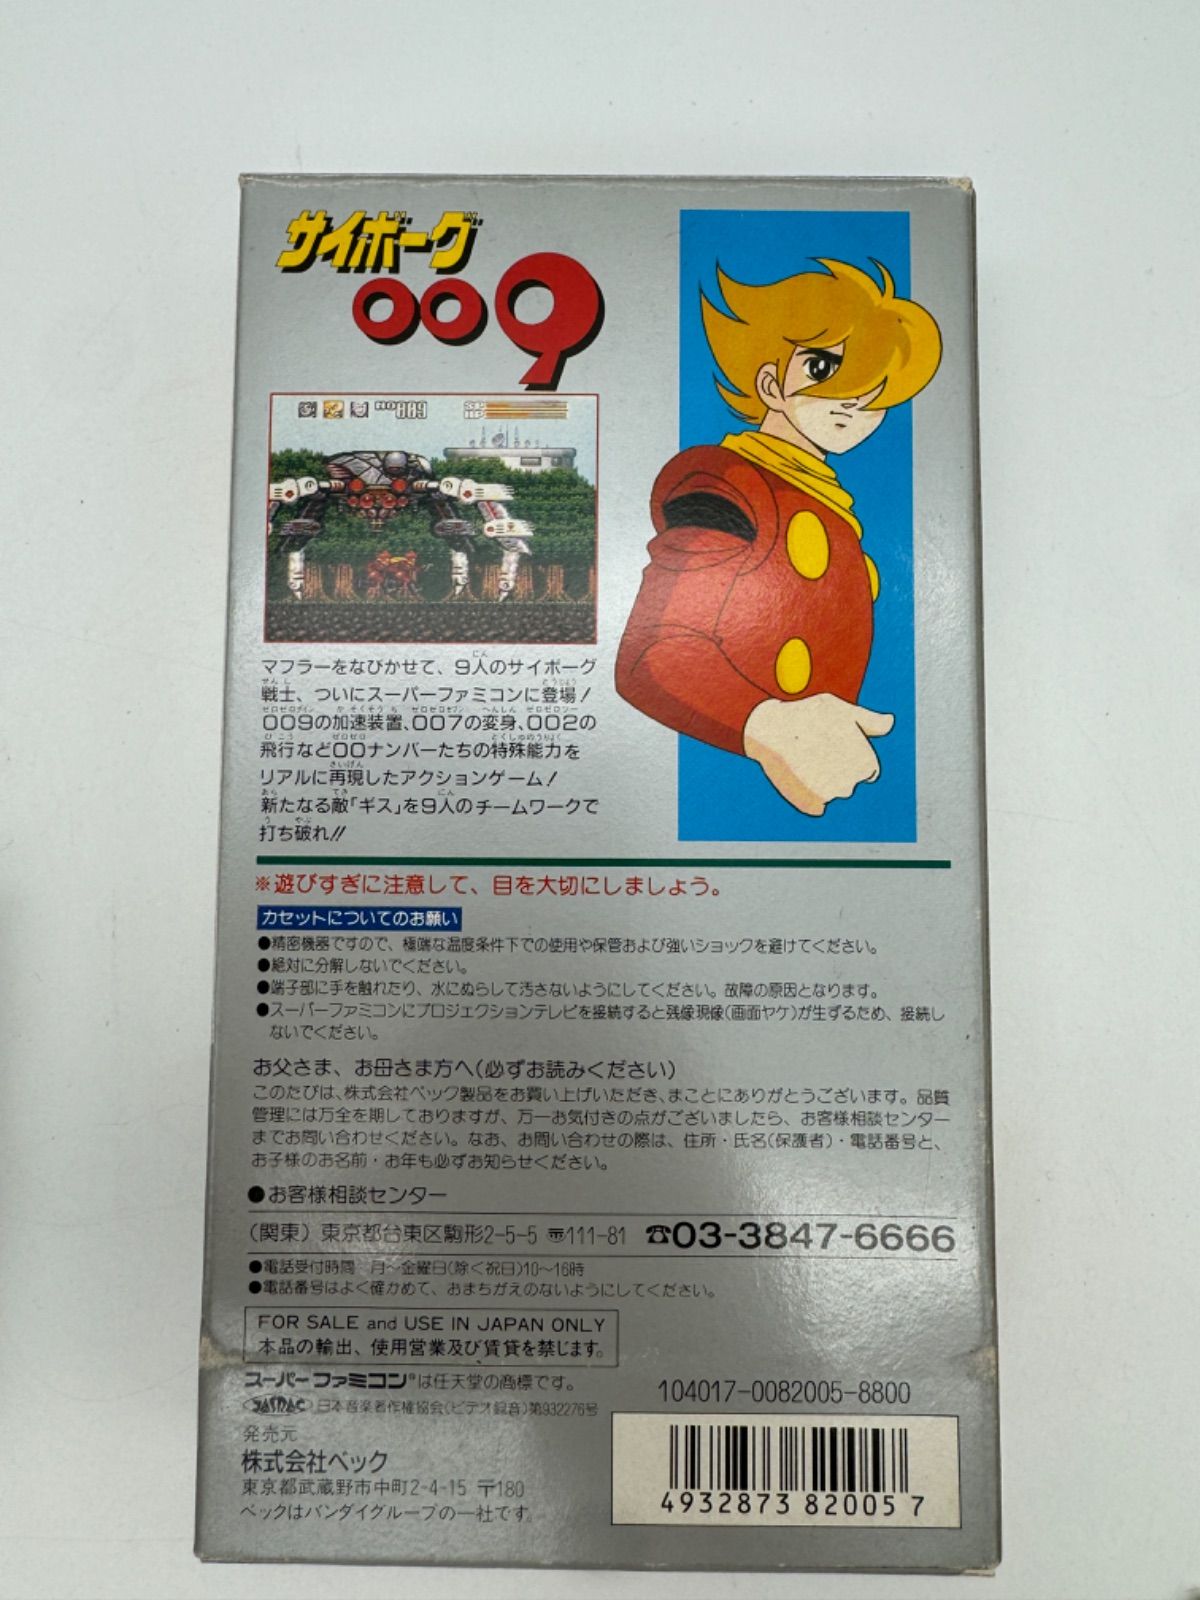 サイボーグ
009
NO 009
SP
HP
マフラーをなびかせて、9人のサイボーグ
戦士、ついにスーパーファミコンに登場!
009の加速装置、007の変身、002の
飛行など00ナンバーたちの特殊能力を
リアルに再現したアクションゲーム!
新たなる敵「ギス」を9人のチームワークで
打ち破れ!!
※遊びすぎに注意して、目を大切にしましょう。
カセットについてのお願い
●精密機器ですので、極端な温度条件下での使用や保管および強いショックを避けてください。
●絶対に分解しないでください。
●端子部に手を触れたり、水にぬらして汚さないようにしてください。故障の原因となります。
●スーパーファミコンにプロジェクションテレビを接続すると残像現像(画面ヤケ)が生ずるため、接続し
ないでください。
お父さま、お母さま方へ(必ずお読みください)
このたびは、株式会社ベック製品をお買い上げいただき、まことにありがとうございます。品質
管理には万全を期しておりますが、万一お気付きの点がございましたら、お客様相談センター
までお問い合わせください。なお、お問い合わせの際は、住所・氏名(保護者)・電話番号と、
お子様のお名前・お年も必ずお知らせください。
●お客様相談センター
(関東) 東京都台東区駒形2-5-5 〒111-81 ☎03-3847-6666
●電話受付時間 月〜金曜日(除く祝日)10〜16時
●電話番号はよく確かめて、おまちがえのないようにしてください。
FOR SALE and USE IN JAPAN ONLY
本品の輸出、使用営業及び賃貸を禁じます。
スーパーファミコン®は任天堂の商標です。
JASRAC 日本音楽著作権協会(ビデオ録音)第932276号
発売元
株式会社ベック
東京都武蔵野市中町2-4-15 〒180
ベックはバンダイグループの一社です。
104017-0082005-8800
4932873820057